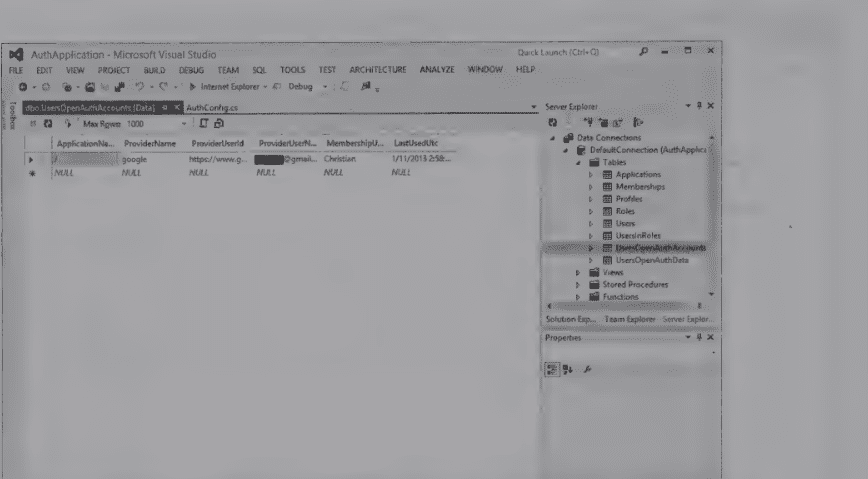 AuthApplication - Microsoft Visual Studio
Quick Launch (Ctrl+Q)
FILE EDIT VIEW PROJECT BUILD DEBUG TEAM SQL TOOLS TEST ARCHITECTURE ANALYZE WINDOW HELP
Internet Explorer Debug
Toolbox
dbo.UsersOpenAuthAccounts [Data] AuthConfig.cs
Max Rows: 1000
ApplicationNa... ProviderName ProviderUserId ProviderUserN... MembershipU... LastUsedUtc
/ google https://www.g... @gmail... Christian 1/11/2013 2:58:...
NULL NULL NULL NULL NULL NULL
Server Explorer
Data Connections
DefaultConnection (AuthApplic
Tables
Applications
Memberships
Profiles
Roles
Users
UsersInRoles
UsersOpenAuthAccounts
UsersOpenAuthData
Views
Stored Procedures
Functions
Solution Exp... Team Explorer Server Explor...
Properties